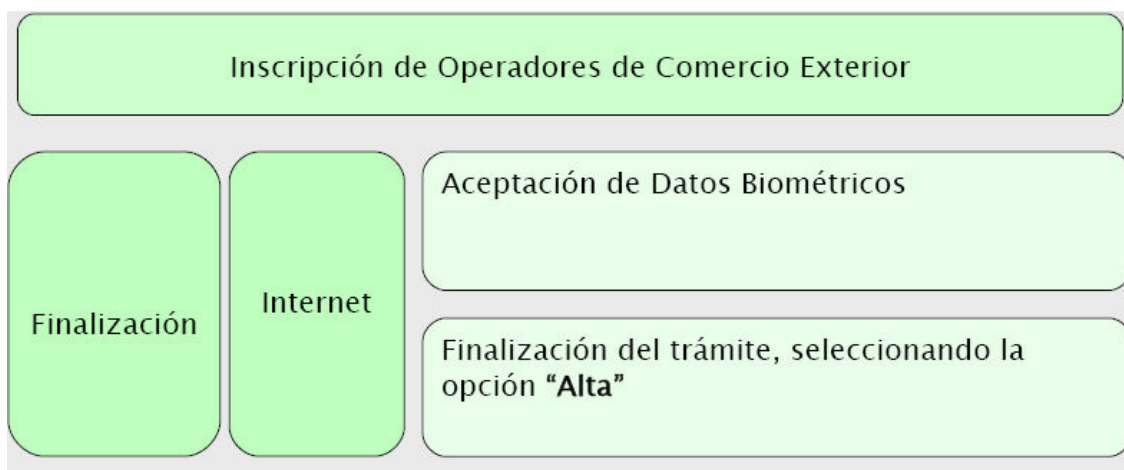 Inscripción de Operadores de Comercio Exterior
Finalización
Internet
Aceptación de Datos Biométricos
Finalización del trámite, seleccionando la
opción “Alta”